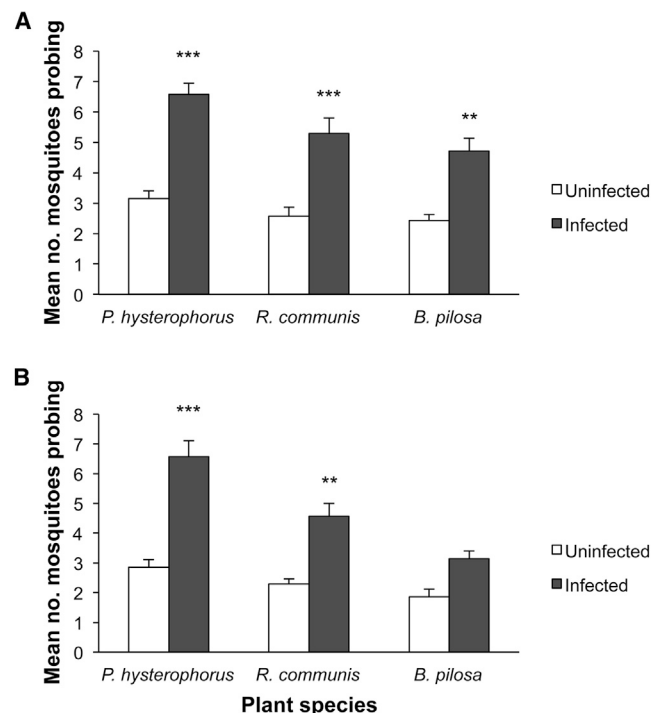 A
Mean no. mosquitoes probing
8
7
6
5
4
3
2
1
0
***
***
**
P. hysterophorus R. communis B. pilosa
Uninfected
Infected
B
Mean no. mosquitoes probing
8
7
6
5
4
3
2
1
0
***
**
P. hysterophorus R. communis B. pilosa
Uninfected
Infected
Plant species